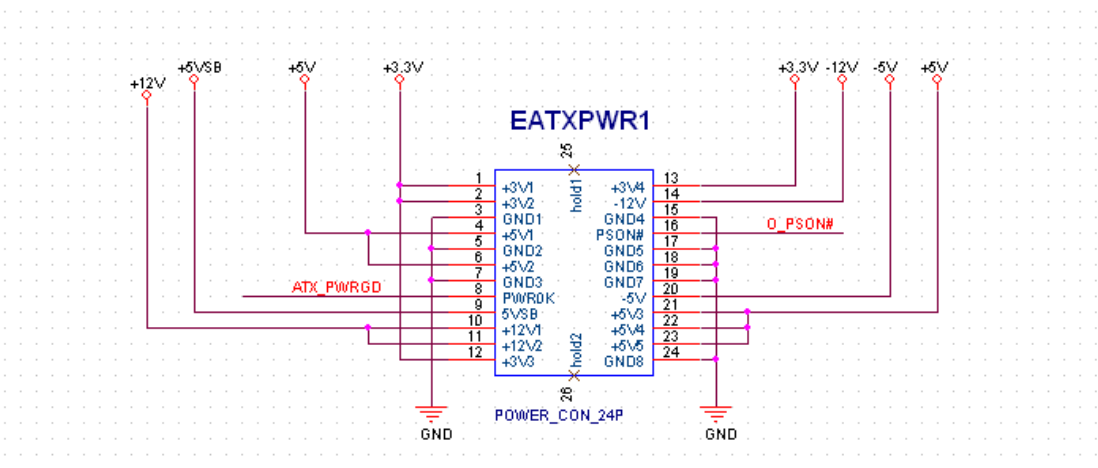 +12V
+5VSB
+5V
+3.3V
+3.3V
-12V
-5V
+5V
EATXPWR1
25
hold1
1
+3V1
2
+3V2
3
GND1
4
+5V1
5
GND2
6
+5V2
7
GND3
8
PWROK
9
5VSB
10
+12V1
11
+12V2
12
+3V3
13
+3V4
14
-12V
15
GND4
16
PSON#
17
GND5
18
GND6
19
GND7
20
-5V
21
+5V3
22
+5V4
23
+5V5
24
GND8
ATX_PWRGD
O_PSON#
hold2
26
POWER_CON_24P
GND
GND